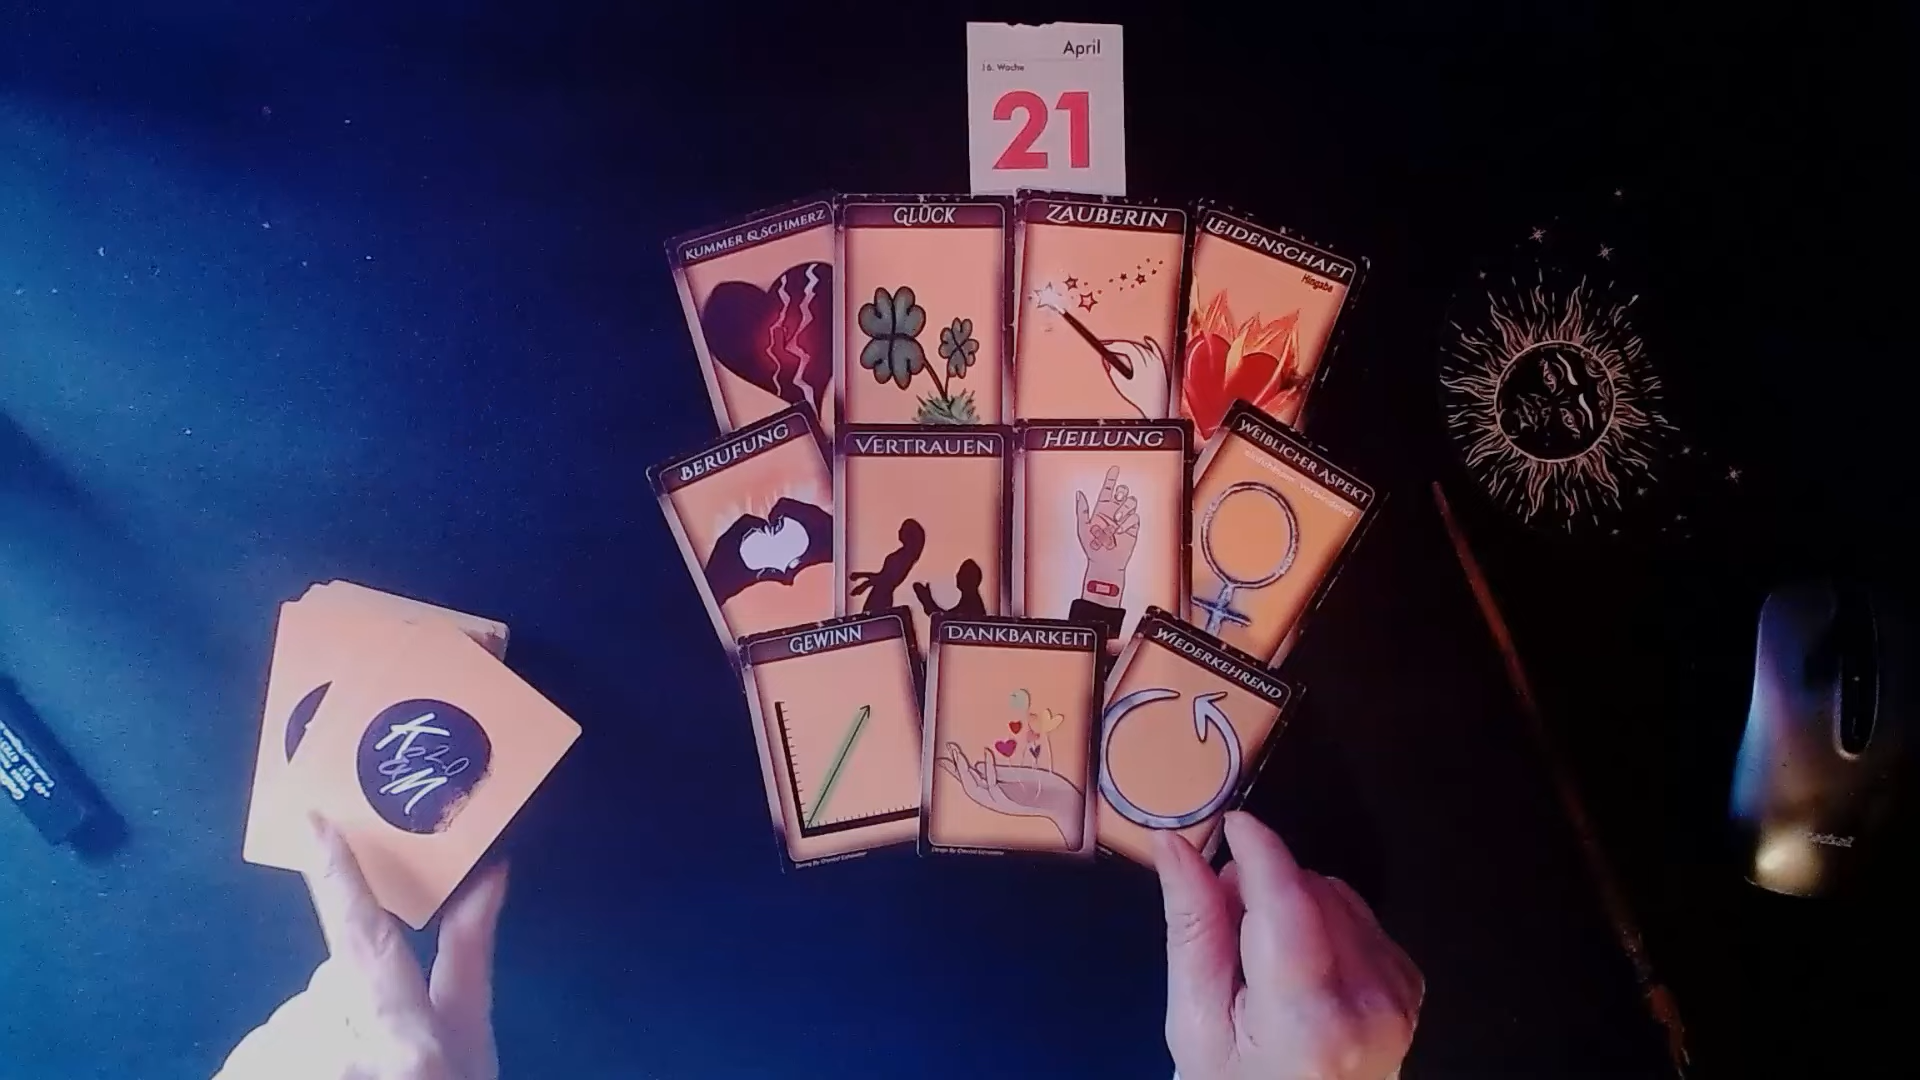 April
16. Woche
21
KUMMER & SCHMERZ
GLÜCK
ZAUBERIN
LEIDENSCHAFT
Hingabe
BERUFUNG
VERTRAUEN
HEILUNG
WEIBLICHER ASPEKT
GEWINN
DANKBARKEIT
WIEDERKEHREND